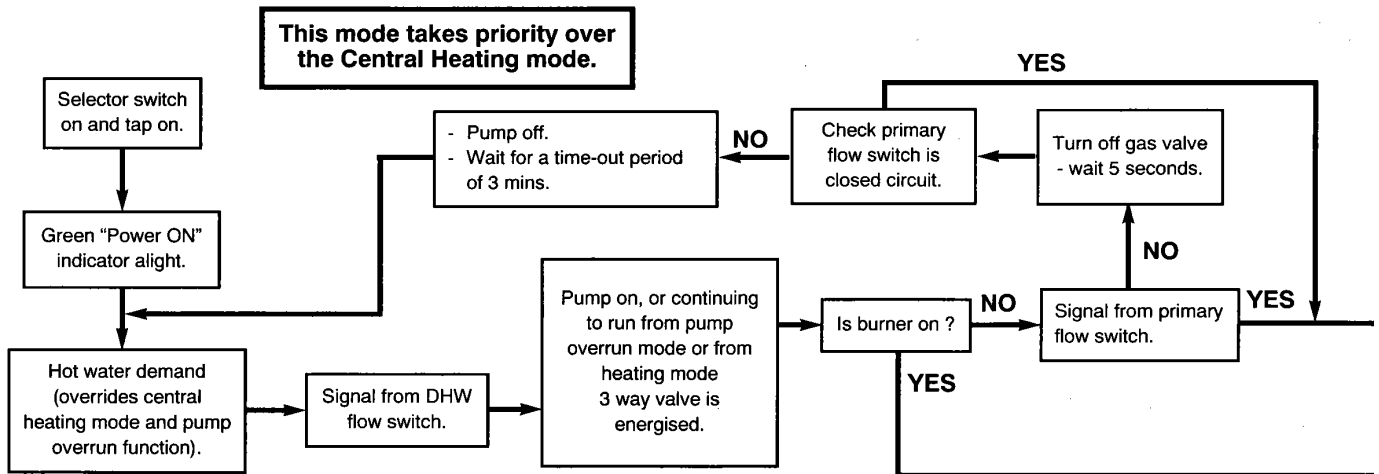 This mode takes priority over
the Central Heating mode.
Selector switch
on and tap on.
Green “Power ON”
indicator alight.
Hot water demand
(overrides central
heating mode and pump
overrun function).
Signal from DHW
flow switch.
Pump on, or continuing
to run from pump
overrun mode or from
heating mode
3 way valve is
energised.
Is burner on ?
YES
NO
Signal from primary
flow switch.
YES
NO
Turn off gas valve
- wait 5 seconds.
Check primary
flow switch is
closed circuit.
YES
NO
- Pump off.
- Wait for a time-out period
of 3 mins.